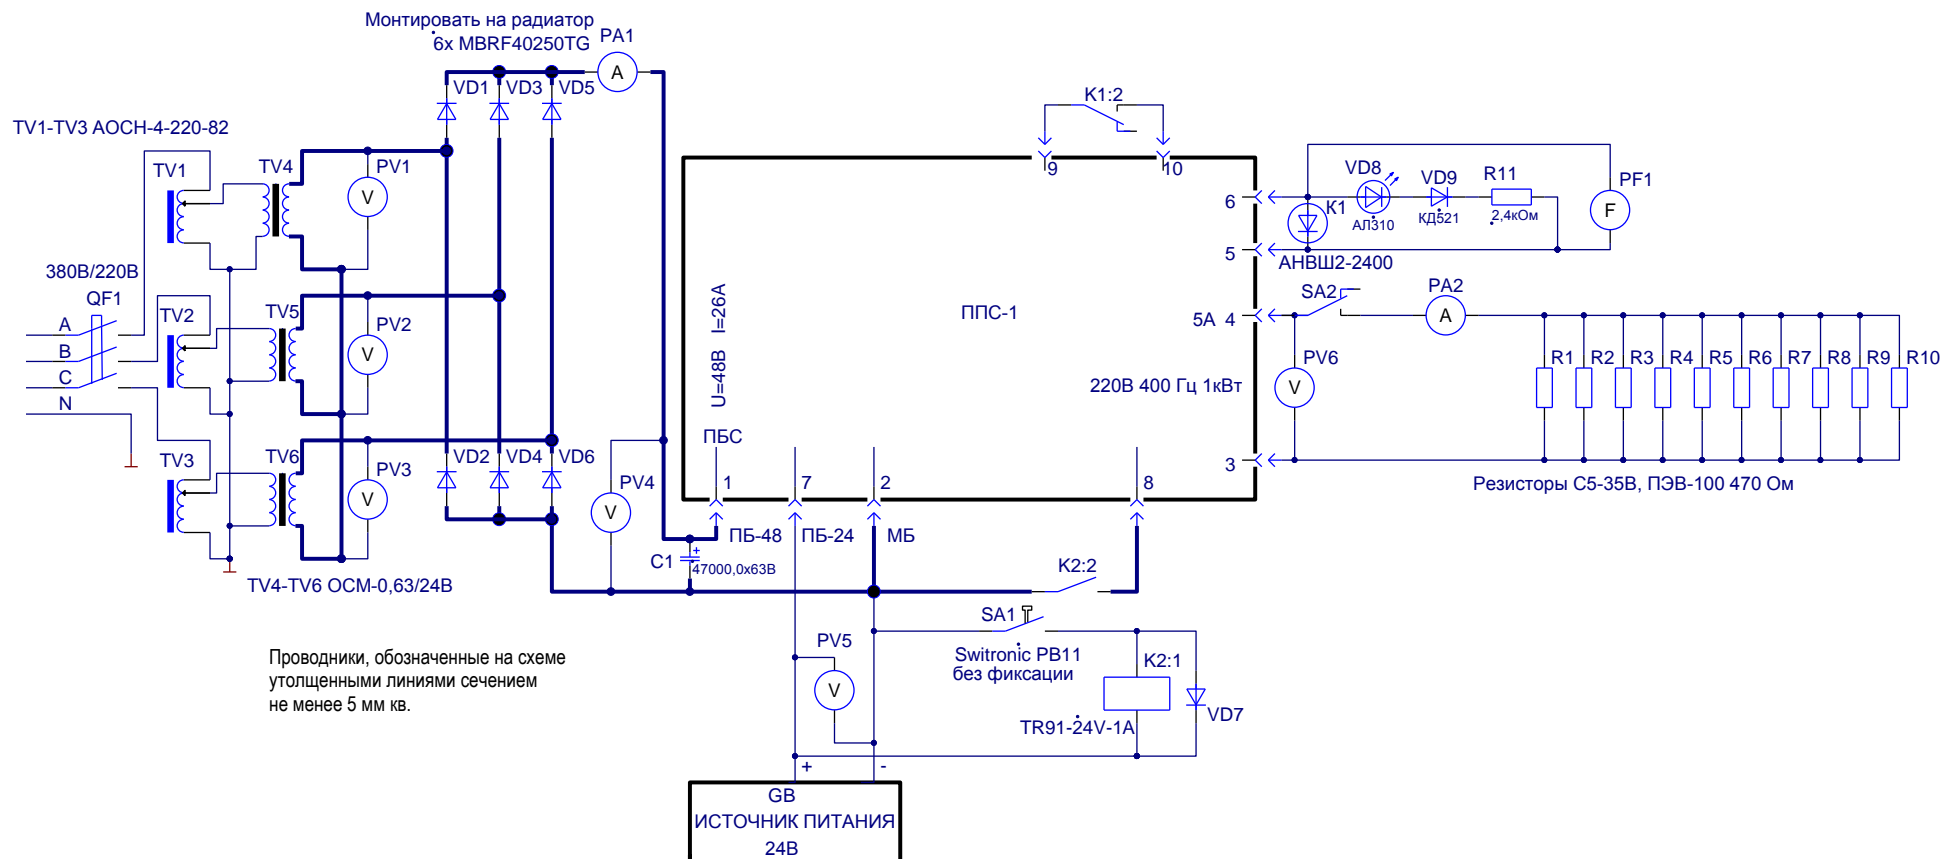 Монтировать на радиатор
6x MBRF40250TG
PA1
A
VD1
VD3
VD5
TV1-TV3 АОСН-4-220-82
TV1
TV4
PV1
V
380В/220В
QF1
A
B
C
N
TV2
TV5
PV2
V
TV3
TV6
PV3
V
VD2
VD4
VD6
TV4-TV6 ОСМ-0,63/24В
PV4
V
C1
+
47000,0х63В
K1:2
9
10
ППС-1
U=48В I=26А
ПБС
1
7
2
8
ПБ-48
ПБ-24
МБ
6
5
5А 4
3
220В 400 Гц 1кВт
K1
АНВШ2-2400
VD8
АЛ310
VD9
КД521
R11
2,4кОм
PF1
F
SA2
PA2
A
PV6
V
R1
R2
R3
R4
R5
R6
R7
R8
R9
R10
Резисторы С5-35В, ПЭВ-100 470 Ом
K2:2
SA1
Switronic PB11
без фиксации
K2:1
TR91-24V-1A
VD7
PV5
V
+
-
GB
ИСТОЧНИК ПИТАНИЯ
24В
Проводники, обозначенные на схеме
утолщенными линиями сечением
не менее 5 мм кв.